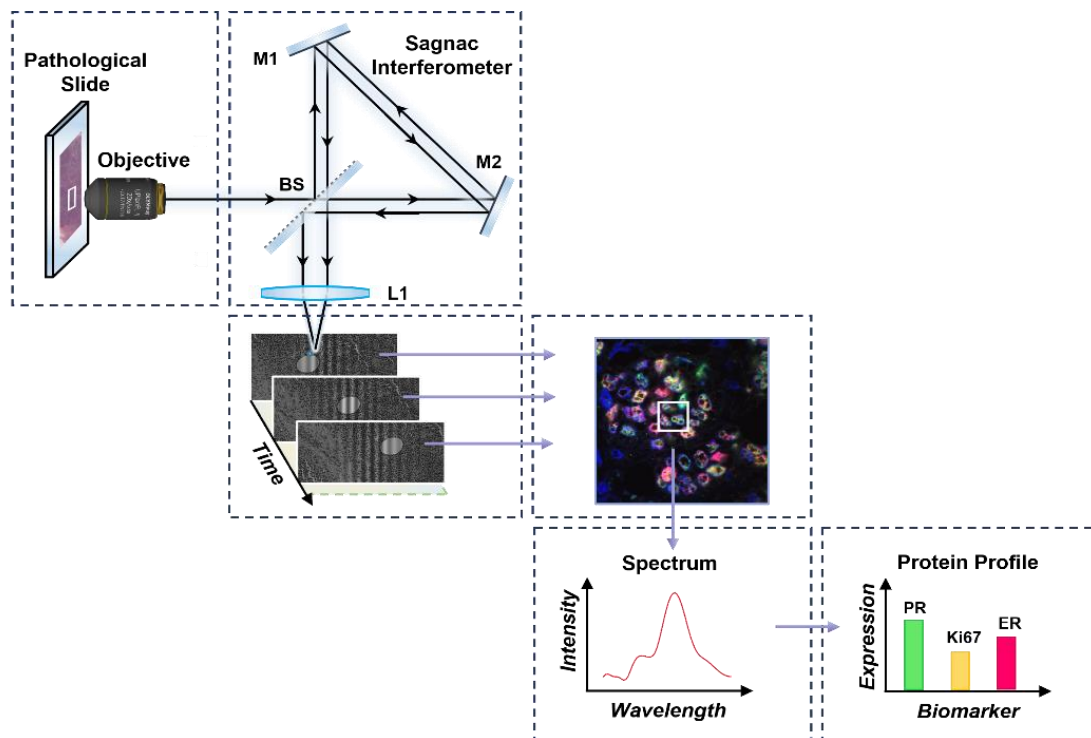 Pathological
Slide
Objective
M1
Sagnac
Interferometer
M2
BS
L1
Time
Spectrum
Intensity
Wavelength
Protein Profile
Expression
PR
Ki67
ER
Biomarker